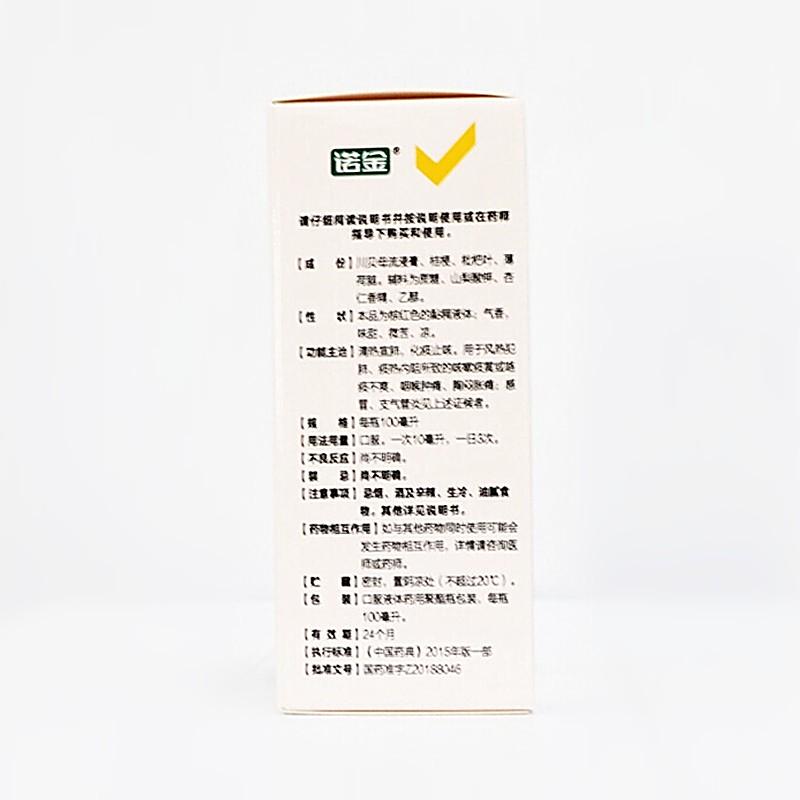 诺金®
请仔细阅读说明书并按说明使用或在药师
指导下购买和使用。
【成 份】川贝母流浸膏、桔梗、枇杷叶、薄
荷脑。辅料为蔗糖、山梨酸钾、杏
仁香精、乙醇。
【性 状】本品为棕红色的黏稠液体；气香，
味甜、微苦、凉。
【功能主治】清热宣肺，化痰止咳。用于风热犯
肺、痰热内阻所致的咳嗽痰黄或咯
痰不爽、咽喉肿痛、胸闷胀痛；感
冒、支气管炎见上述证候者。
【规 格】每瓶100毫升
【用法用量】口服。一次10毫升，一日3次。
【不良反应】尚不明确。
【禁 忌】尚不明确。
【注意事项】忌烟、酒及辛辣、生冷、油腻食
物。其他详见说明书。
【药物相互作用】如与其他药物同时使用可能会
发生药物相互作用，详情请咨询医
师或药师。
【贮 藏】密封，置阴凉处（不超过20℃）。
【包 装】口服液体药用聚酯瓶包装，每瓶
100毫升。
【有 效 期】24个月
【执行标准】《中国药典》2015年版一部
【批准文号】国药准字